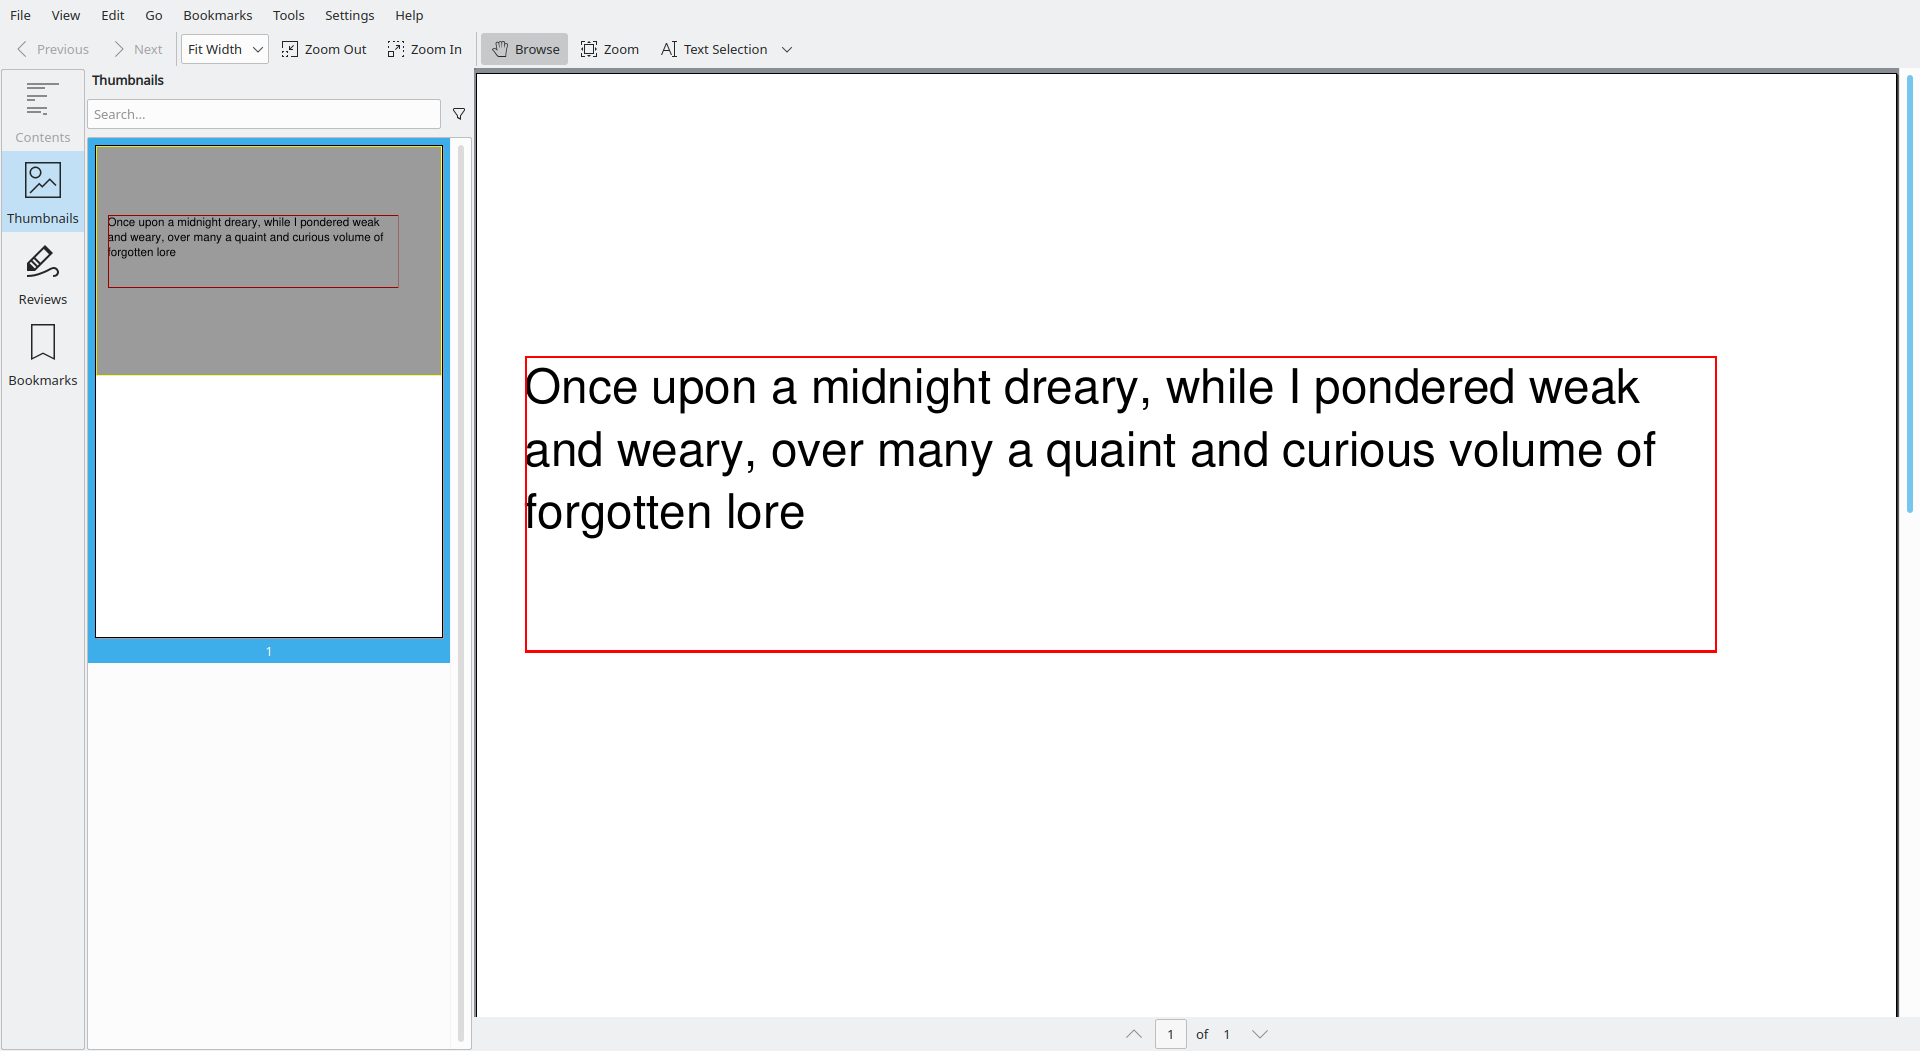 File View Edit Go Bookmarks Tools Settings Help
Previous Next Fit Width Zoom Out Zoom In Browse Zoom Text Selection
Contents
Thumbnails
Reviews
Bookmarks
Thumbnails
Search...
Once upon a midnight dreary, while I pondered weak
and weary, over many a quaint and curious volume of
forgotten lore
1
Once upon a midnight dreary, while I pondered weak
and weary, over many a quaint and curious volume of
forgotten lore
1 of 1